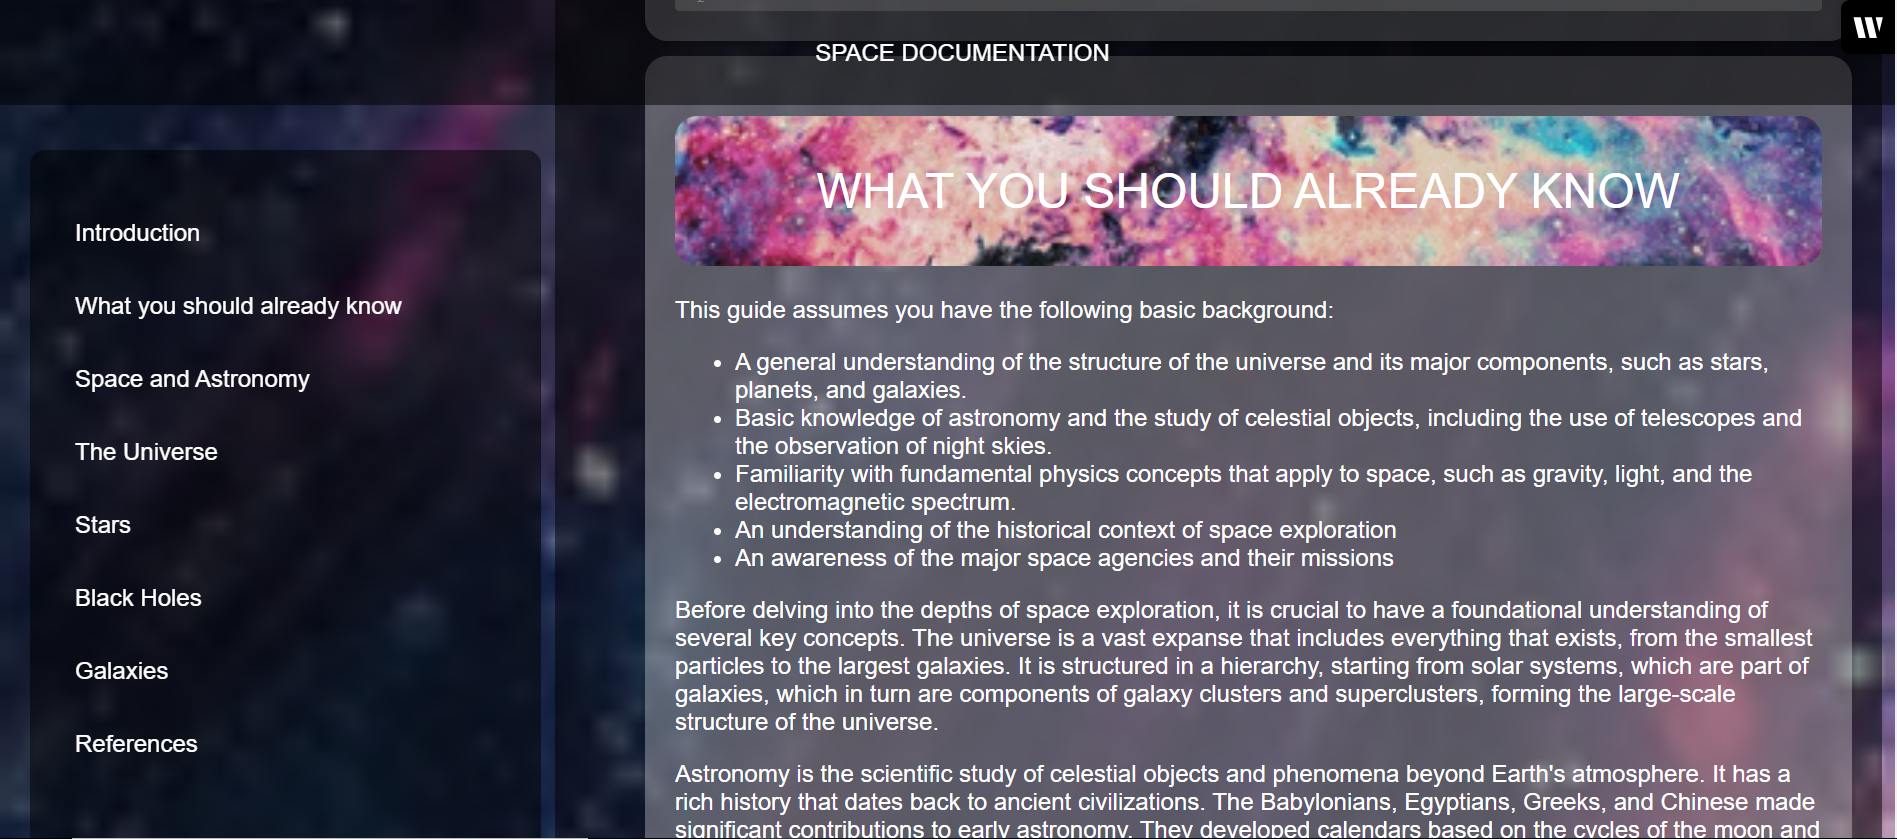 SPACE DOCUMENTATION
Introduction
What you should already know
Space and Astronomy
The Universe
Stars
Black Holes
Galaxies
References
WHAT YOU SHOULD ALREADY KNOW
This guide assumes you have the following basic background:
• A general understanding of the structure of the universe and its major components, such as stars,
planets, and galaxies.
• Basic knowledge of astronomy and the study of celestial objects, including the use of telescopes and
the observation of night skies.
• Familiarity with fundamental physics concepts that apply to space, such as gravity, light, and the
electromagnetic spectrum.
• An understanding of the historical context of space exploration
• An awareness of the major space agencies and their missions
Before delving into the depths of space exploration, it is crucial to have a foundational understanding of
several key concepts. The universe is a vast expanse that includes everything that exists, from the smallest
particles to the largest galaxies. It is structured in a hierarchy, starting from solar systems, which are part of
galaxies, which in turn are components of galaxy clusters and superclusters, forming the large-scale
structure of the universe.
Astronomy is the scientific study of celestial objects and phenomena beyond Earth's atmosphere. It has a
rich history that dates back to ancient civilizations. The Babylonians, Egyptians, Greeks, and Chinese made
significant contributions to early astronomy. They developed calendars based on the cycles of the moon and